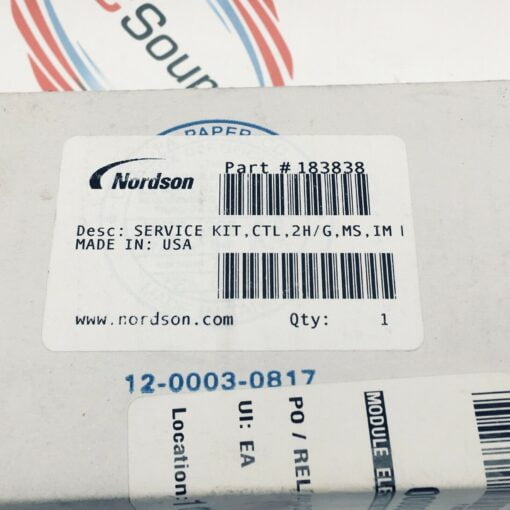 Sour
PAPER
Nordson
Part # 183838
Desc: SERVICE KIT,CTL,2H/G,MS,IM
MADE IN: USA
www.nordson.com Qty: 1
12-0003-0817
MODULE ELE
PO / REL
UI: EA
Location: